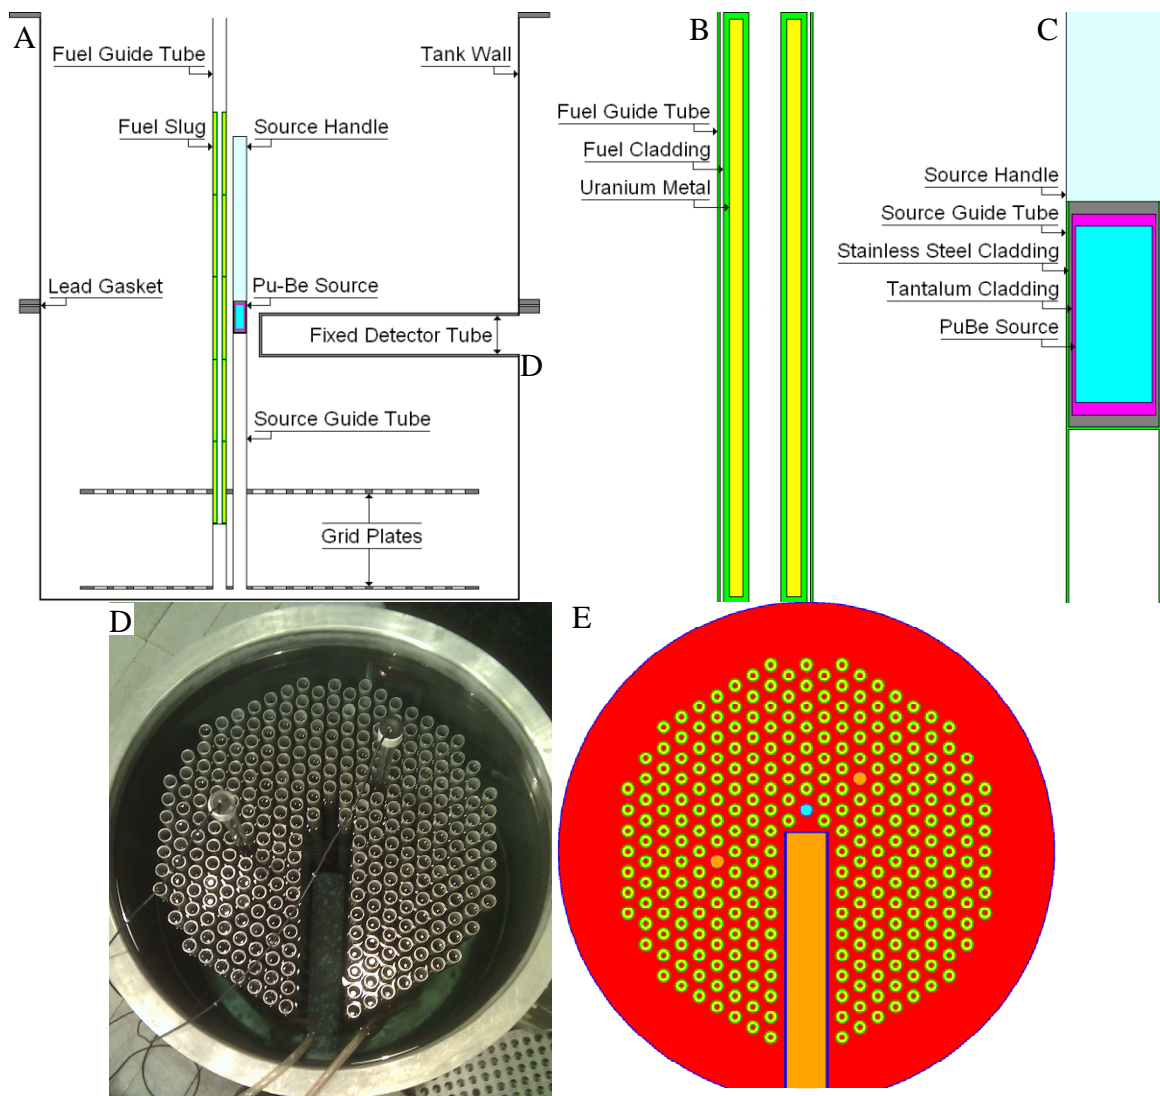 A
Fuel Guide Tube
Tank Wall
Fuel Slug
Source Handle
Lead Gasket
Pu-Be Source
Fixed Detector Tube
D
Source Guide Tube
Grid Plates
B
Fuel Guide Tube
Fuel Cladding
Uranium Metal
C
Source Handle
Source Guide Tube
Stainless Steel Cladding
Tantalum Cladding
PuBe Source
D
E